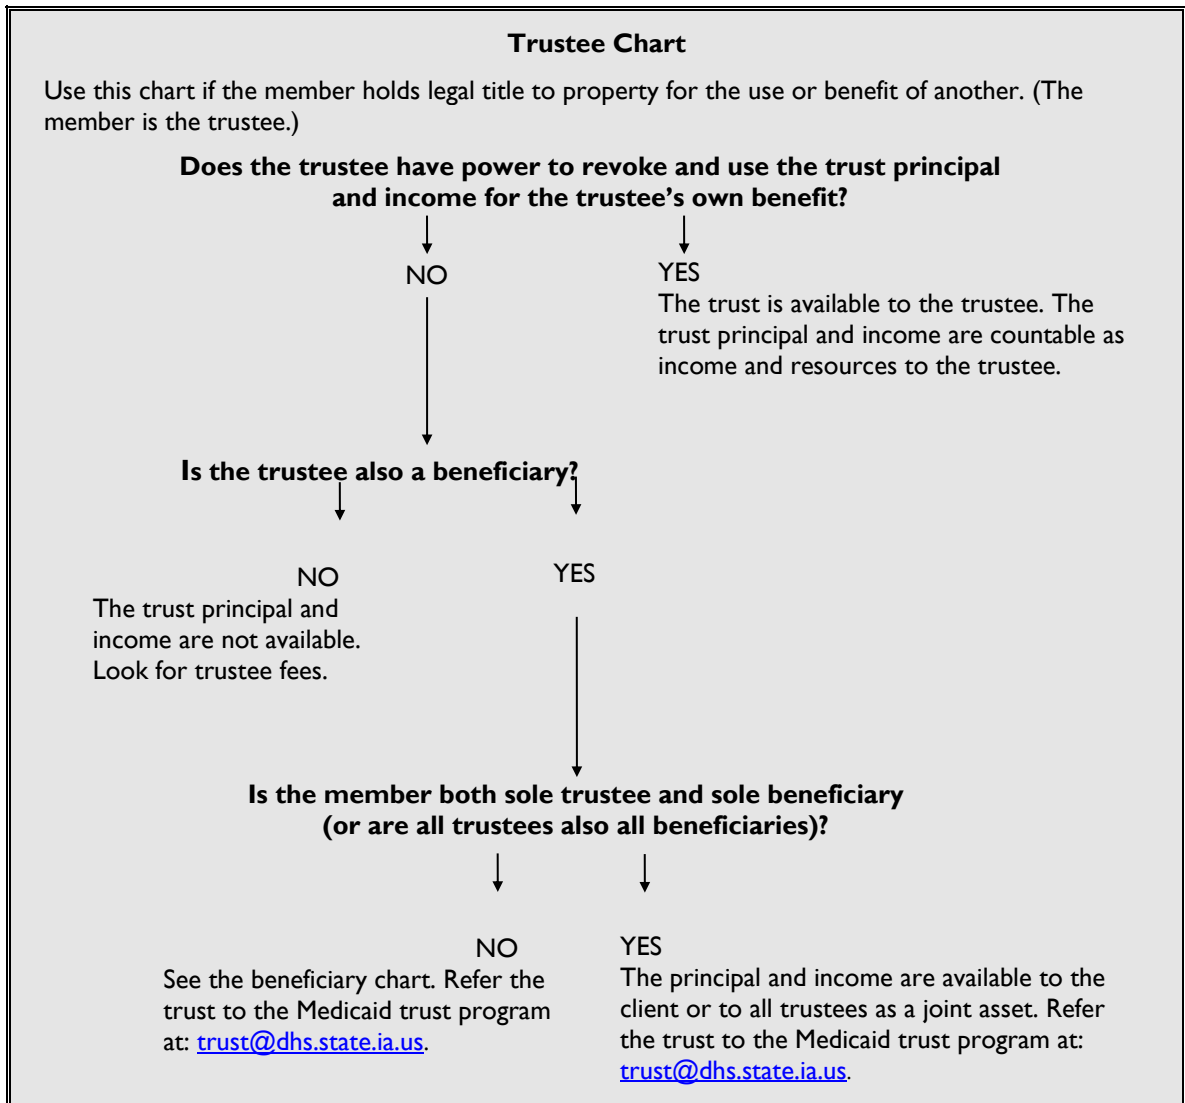 Trustee Chart
Use this chart if the member holds legal title to property for the use or benefit of another. (The
member is the trustee.)
Does the trustee have power to revoke and use the trust principal
and income for the trustee’s own benefit?
NO
YES
The trust is available to the trustee. The
trust principal and income are countable as
income and resources to the trustee.
Is the trustee also a beneficiary?
NO
The trust principal and
income are not available.
Look for trustee fees.
YES
Is the member both sole trustee and sole beneficiary
(or are all trustees also all beneficiaries)?
NO
See the beneficiary chart. Refer the
trust to the Medicaid trust program
at: trust@dhs.state.ia.us.
YES
The principal and income are available to the
client or to all trustees as a joint asset. Refer
the trust to the Medicaid trust program at:
trust@dhs.state.ia.us.